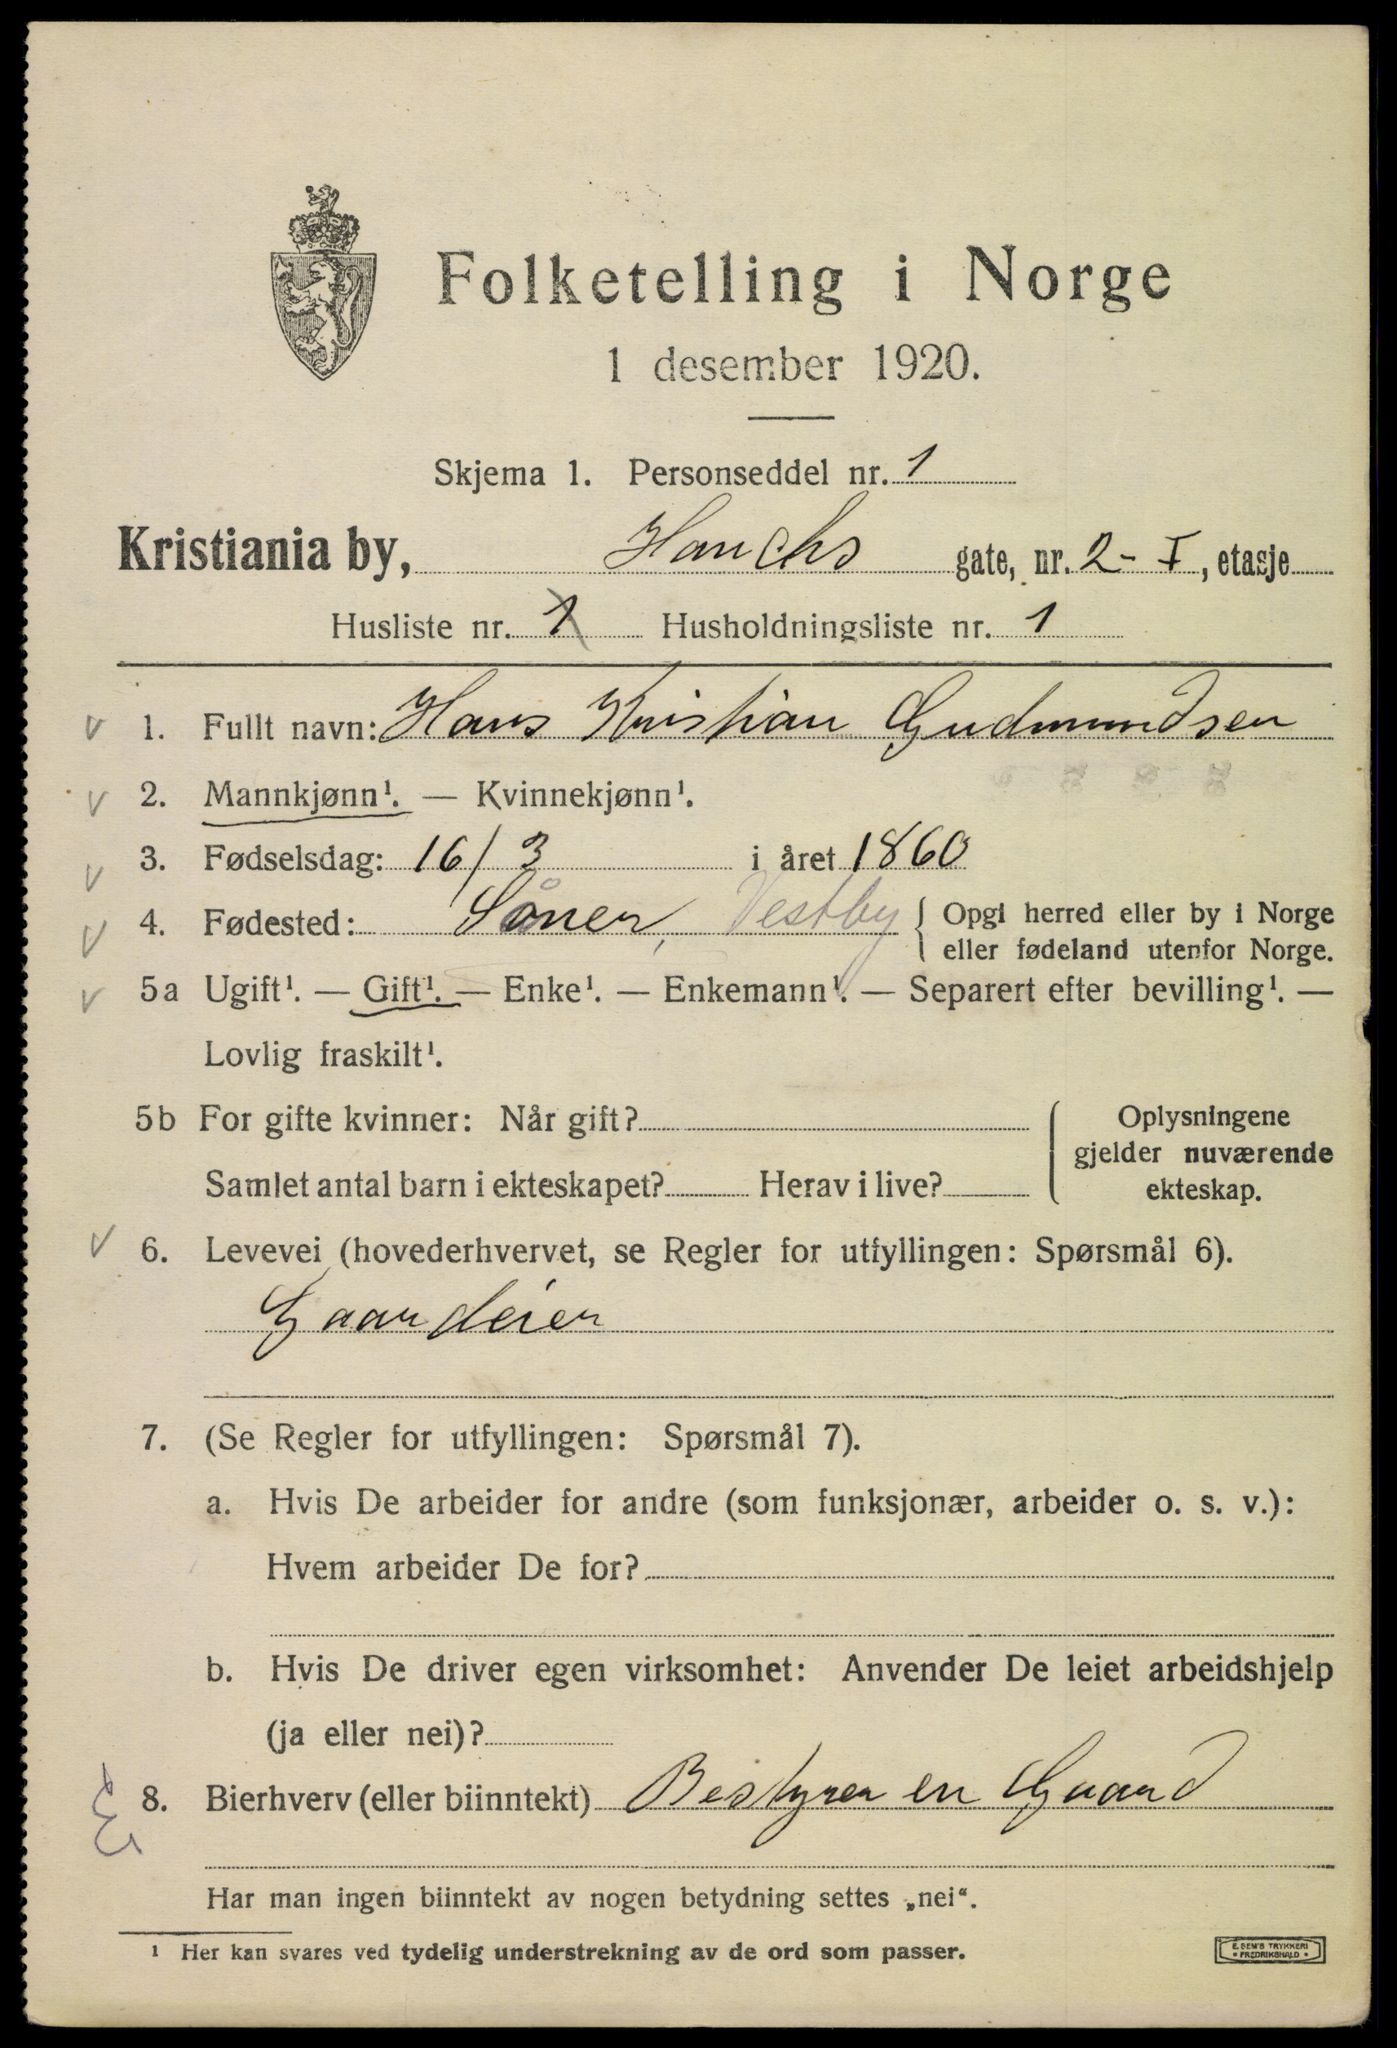 Folketelling i Norge
1 desember 1920.
Skjema 1. Personseddel nr. 1
Kristiania by, Hauchs gate, nr. 2 - I, etasje
Husliste nr. 1 Husholdningsliste nr. 1
1. Fullt navn: Hans Kristian Gudmundsen
2. Mannkjønn¹. — Kvinnekjønn¹.
3. Fødselsdag: 16/3 i året 1860
4. Fødested: Såner, Vestby { Opgi herred eller by i Norge
eller fødeland utenfor Norge.
5a Ugift¹. — Gift¹. — Enke¹. — Enkemann¹. — Separert efter bevilling¹. —
Lovlig fraskilt¹.
5b For gifte kvinner: Når gift?
Samlet antal barn i ekteskapet? Herav i live?
Oplysningene
gjelder nuværende
ekteskap.
6. Levevei (hovederhvervet, se Regler for utfyllingen: Spørsmål 6).
Gaardeier
7. (Se Regler for utfyllingen: Spørsmål 7).
a. Hvis De arbeider for andre (som funksjonær, arbeider o. s. v.):
Hvem arbeider De for?
b. Hvis De driver egen virksomhet: Anvender De leiet arbeidshjelp
(ja eller nei)?
8. Bierhverv (eller biinntekt) Bestyrer en Gaard
Har man ingen biinntekt av nogen betydning settes „nei“.
¹ Her kan svares ved tydelig understrekning av de ord som passer.
E. SEM'S TRYKKERI
• FREDRIKSHALD •